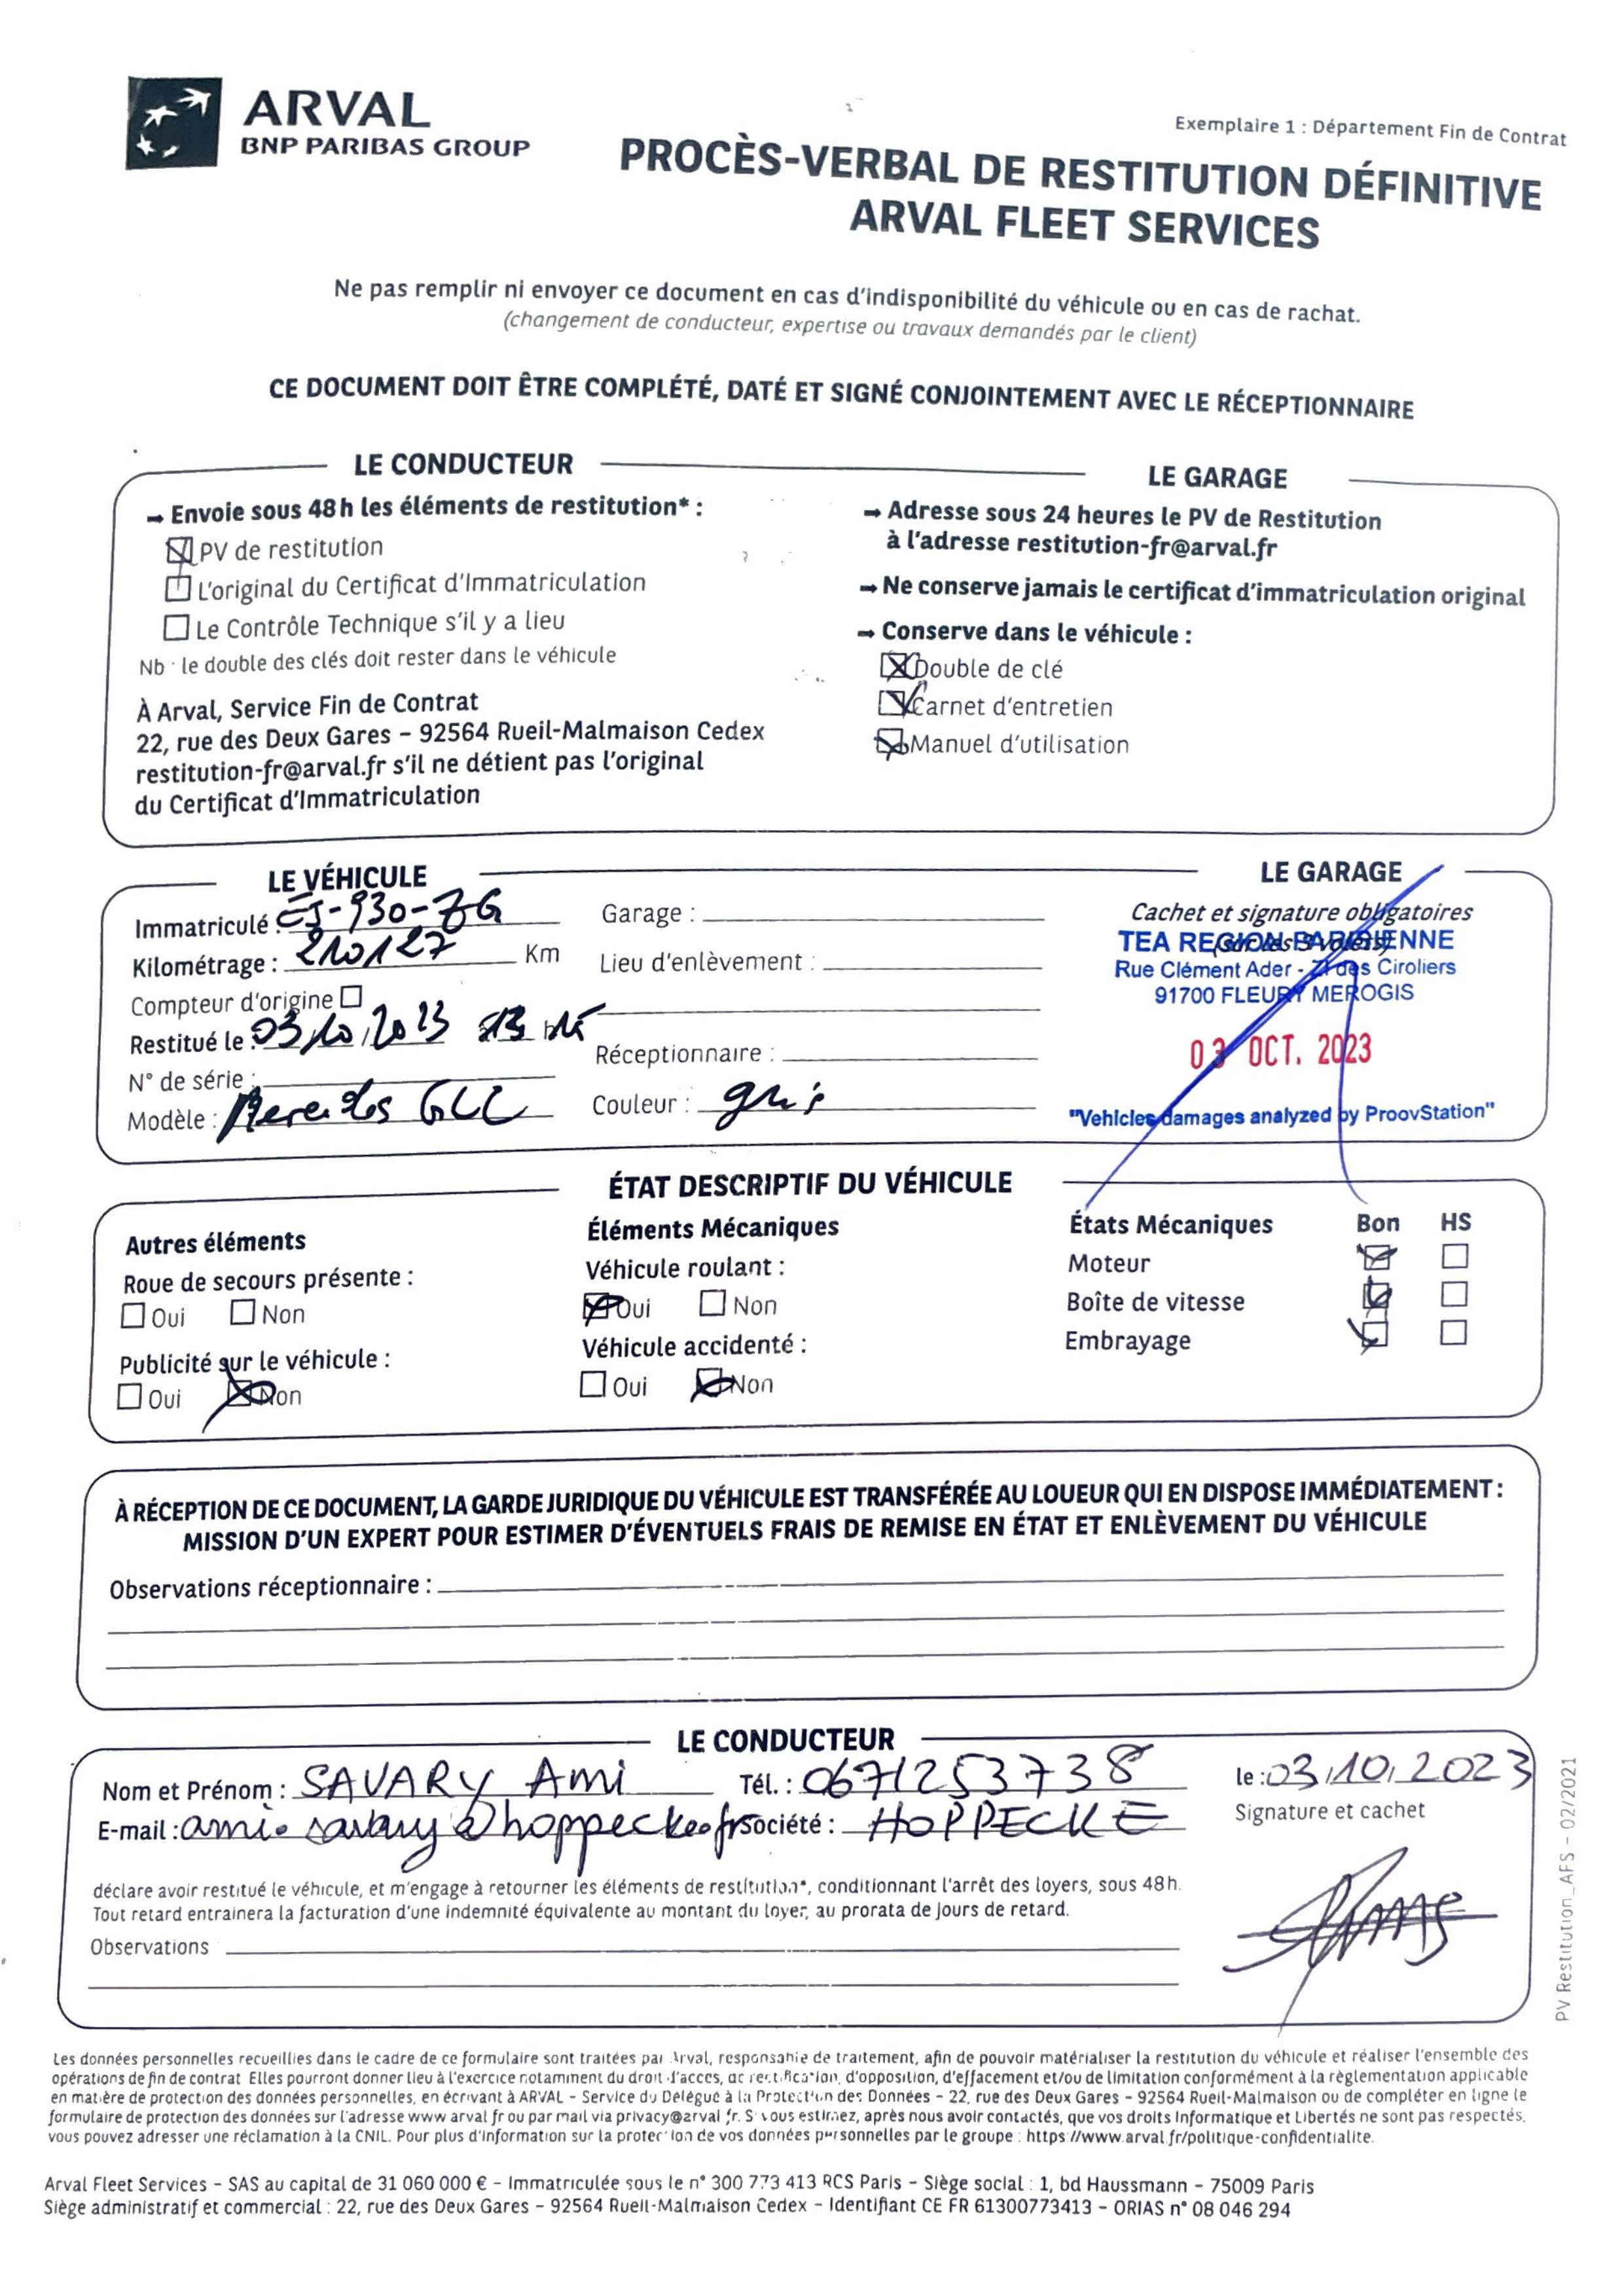 ARVAL
BNP PARIBAS GROUP
Exemplaire 1 : Département Fin de Contrat
PROCÈS-VERBAL DE RESTITUTION DÉFINITIVE
ARVAL FLEET SERVICES
Ne pas remplir ni envoyer ce document en cas d'indisponibilité du véhicule ou en cas de rachat.
(changement de conducteur, expertise ou travaux demandés par le client)
CE DOCUMENT DOIT ÊTRE COMPLÉTÉ, DATÉ ET SIGNÉ CONJOINTEMENT AVEC LE RÉCEPTIONNAIRE
LE CONDUCTEUR
→ Envoie sous 48 h les éléments de restitution* :
PV de restitution
L'original du Certificat d'Immatriculation
Le Contrôle Technique s'il y a lieu
Nb : le double des clés doit rester dans le véhicule
À Arval, Service Fin de Contrat
22, rue des Deux Gares – 92564 Rueil-Malmaison Cedex
restitution-fr@arval.fr s'il ne détient pas l'original
du Certificat d'Immatriculation
LE GARAGE
→ Adresse sous 24 heures le PV de Restitution
à l'adresse restitution-fr@arval.fr
→ Ne conserve jamais le certificat d'immatriculation original
→ Conserve dans le véhicule :
Double de clé
Carnet d'entretien
Manuel d'utilisation
LE VÉHICULE
Immatriculé : EJ-930-ZG
Kilométrage : 210127 Km
Compteur d'origine
Restitué le : 03/10/2023 à 13 h 15
N° de série :
Modèle : Mercedes GLC
Garage :
Lieu d'enlèvement :
Réceptionnaire :
Couleur : gris
LE GARAGE
Cachet et signature obligatoires
(sur les 3 volets)
TEA REGION PARISIENNE
Rue Clément Ader - ZI des Ciroliers
91700 FLEURY MEROGIS
03 OCT. 2023
"Vehicles damages analyzed by ProovStation"
ÉTAT DESCRIPTIF DU VÉHICULE
Autres éléments
Roue de secours présente :
Oui Non
Publicité sur le véhicule :
Oui Non
Éléments Mécaniques
Véhicule roulant :
Oui Non
Véhicule accidenté :
Oui Non
États Mécaniques Bon HS
Moteur
Boîte de vitesse
Embrayage
À RÉCEPTION DE CE DOCUMENT, LA GARDE JURIDIQUE DU VÉHICULE EST TRANSFÉRÉE AU LOUEUR QUI EN DISPOSE IMMÉDIATEMENT :
MISSION D'UN EXPERT POUR ESTIMER D'ÉVENTUELS FRAIS DE REMISE EN ÉTAT ET ENLÈVEMENT DU VÉHICULE
Observations réceptionnaire :
LE CONDUCTEUR
Nom et Prénom : SAVARY Ami Tél. : 0671253738 le : 03/10/2023
E-mail : ami.savary@hoppecke.fr Société : HOPPECKE Signature et cachet
déclare avoir restitué le véhicule, et m'engage à retourner les éléments de restitution*, conditionnant l'arrêt des loyers, sous 48h.
Tout retard entrainera la facturation d'une indemnité équivalente au montant du loyer, au prorata de jours de retard.
Observations
PV Restitution_AFS – 02/2021
Les données personnelles recueillies dans le cadre de ce formulaire sont traitées par Arval, responsable de traitement, afin de pouvoir matérialiser la restitution du véhicule et réaliser l'ensemble des
opérations de fin de contrat Elles pourront donner lieu à l'exercice notamment du droit d'acces, de rectification, d'opposition, d'effacement et/ou de limitation conformément à la règlementation applicable
en matière de protection des données personnelles, en écrivant à ARVAL – Service du Délégué à la Protection des Données – 22, rue des Deux Gares – 92564 Rueil-Malmaison ou de compléter en ligne le
formulaire de protection des données sur l'adresse www arval fr ou par mail via privacy@arval fr. Si vous estimez, après nous avoir contactés, que vos droits Informatique et Libertés ne sont pas respectés,
vous pouvez adresser une réclamation à la CNIL. Pour plus d'information sur la protection de vos données personnelles par le groupe : https://www.arval.fr/politique-confidentialite.
Arval Fleet Services – SAS au capital de 31 060 000 € – Immatriculée sous le n° 300 773 413 RCS Paris – Siège social : 1, bd Haussmann – 75009 Paris
Siège administratif et commercial : 22, rue des Deux Gares – 92564 Rueil-Malmaison Cedex – Identifiant CE FR 61300773413 – ORIAS n° 08 046 294